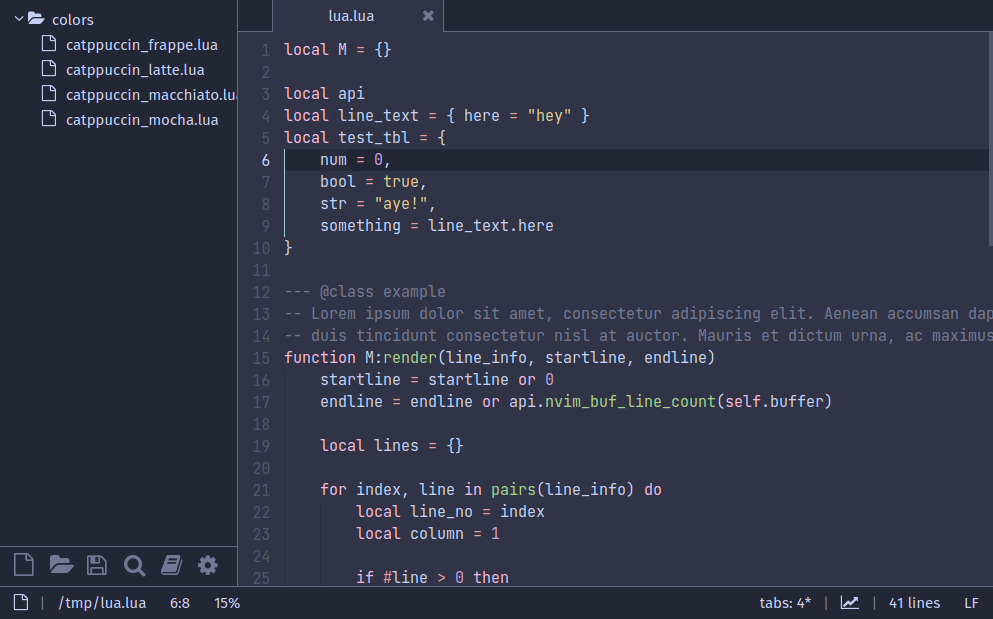 colors
catppuccin_frappe.lua
catppuccin_latte.lua
catppuccin_macchiato.lua
catppuccin_mocha.lua
lua.lua
1 local M = {}
2
3 local api
4 local line_text = { here = "hey" }
5 local test_tbl = {
6     num = 0,
7     bool = true,
8     str = "aye!",
9     something = line_text.here
10 }
11
12 --- @class example
13 -- Lorem ipsum dolor sit amet, consectetur adipiscing elit. Aenean accumsan dap
14 -- duis tincidunt consectetur nisl at auctor. Mauris et dictum urna, ac maximus
15 function M:render(line_info, startline, endline)
16     startline = startline or 0
17     endline = endline or api.nvim_buf_line_count(self.buffer)
18
19     local lines = {}
20
21     for index, line in pairs(line_info) do
22         local line_no = index
23         local column = 1
24
25         if #line > 0 then
/tmp/lua.lua 6:8 15% tabs: 4* 41 lines LF